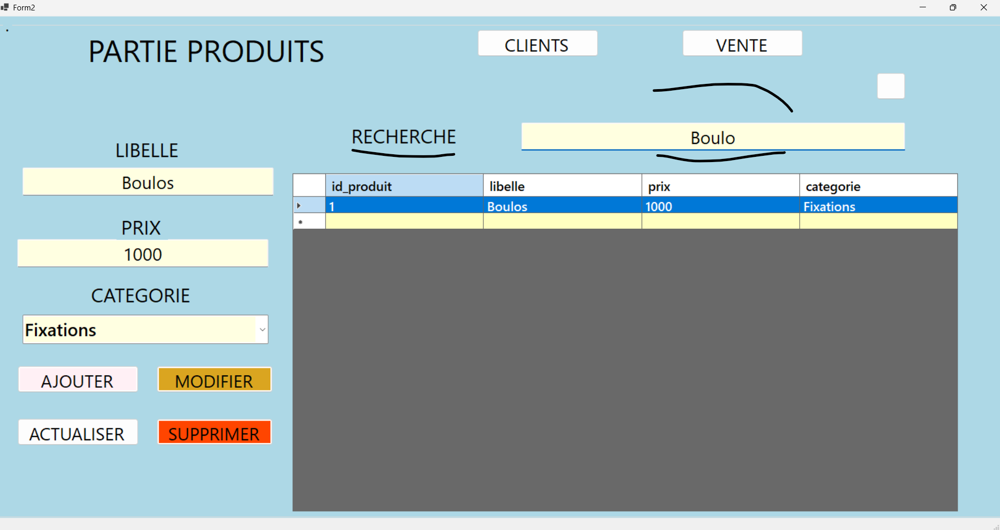 Form2
PARTIE PRODUITS
CLIENTS
VENTE
RECHERCHE
Boulo
LIBELLE
Boulos
PRIX
1000
CATEGORIE
Fixations
AJOUTER
MODIFIER
ACTUALISER
SUPPRIMER
id_produit libelle prix categorie
1 Boulos 1000 Fixations